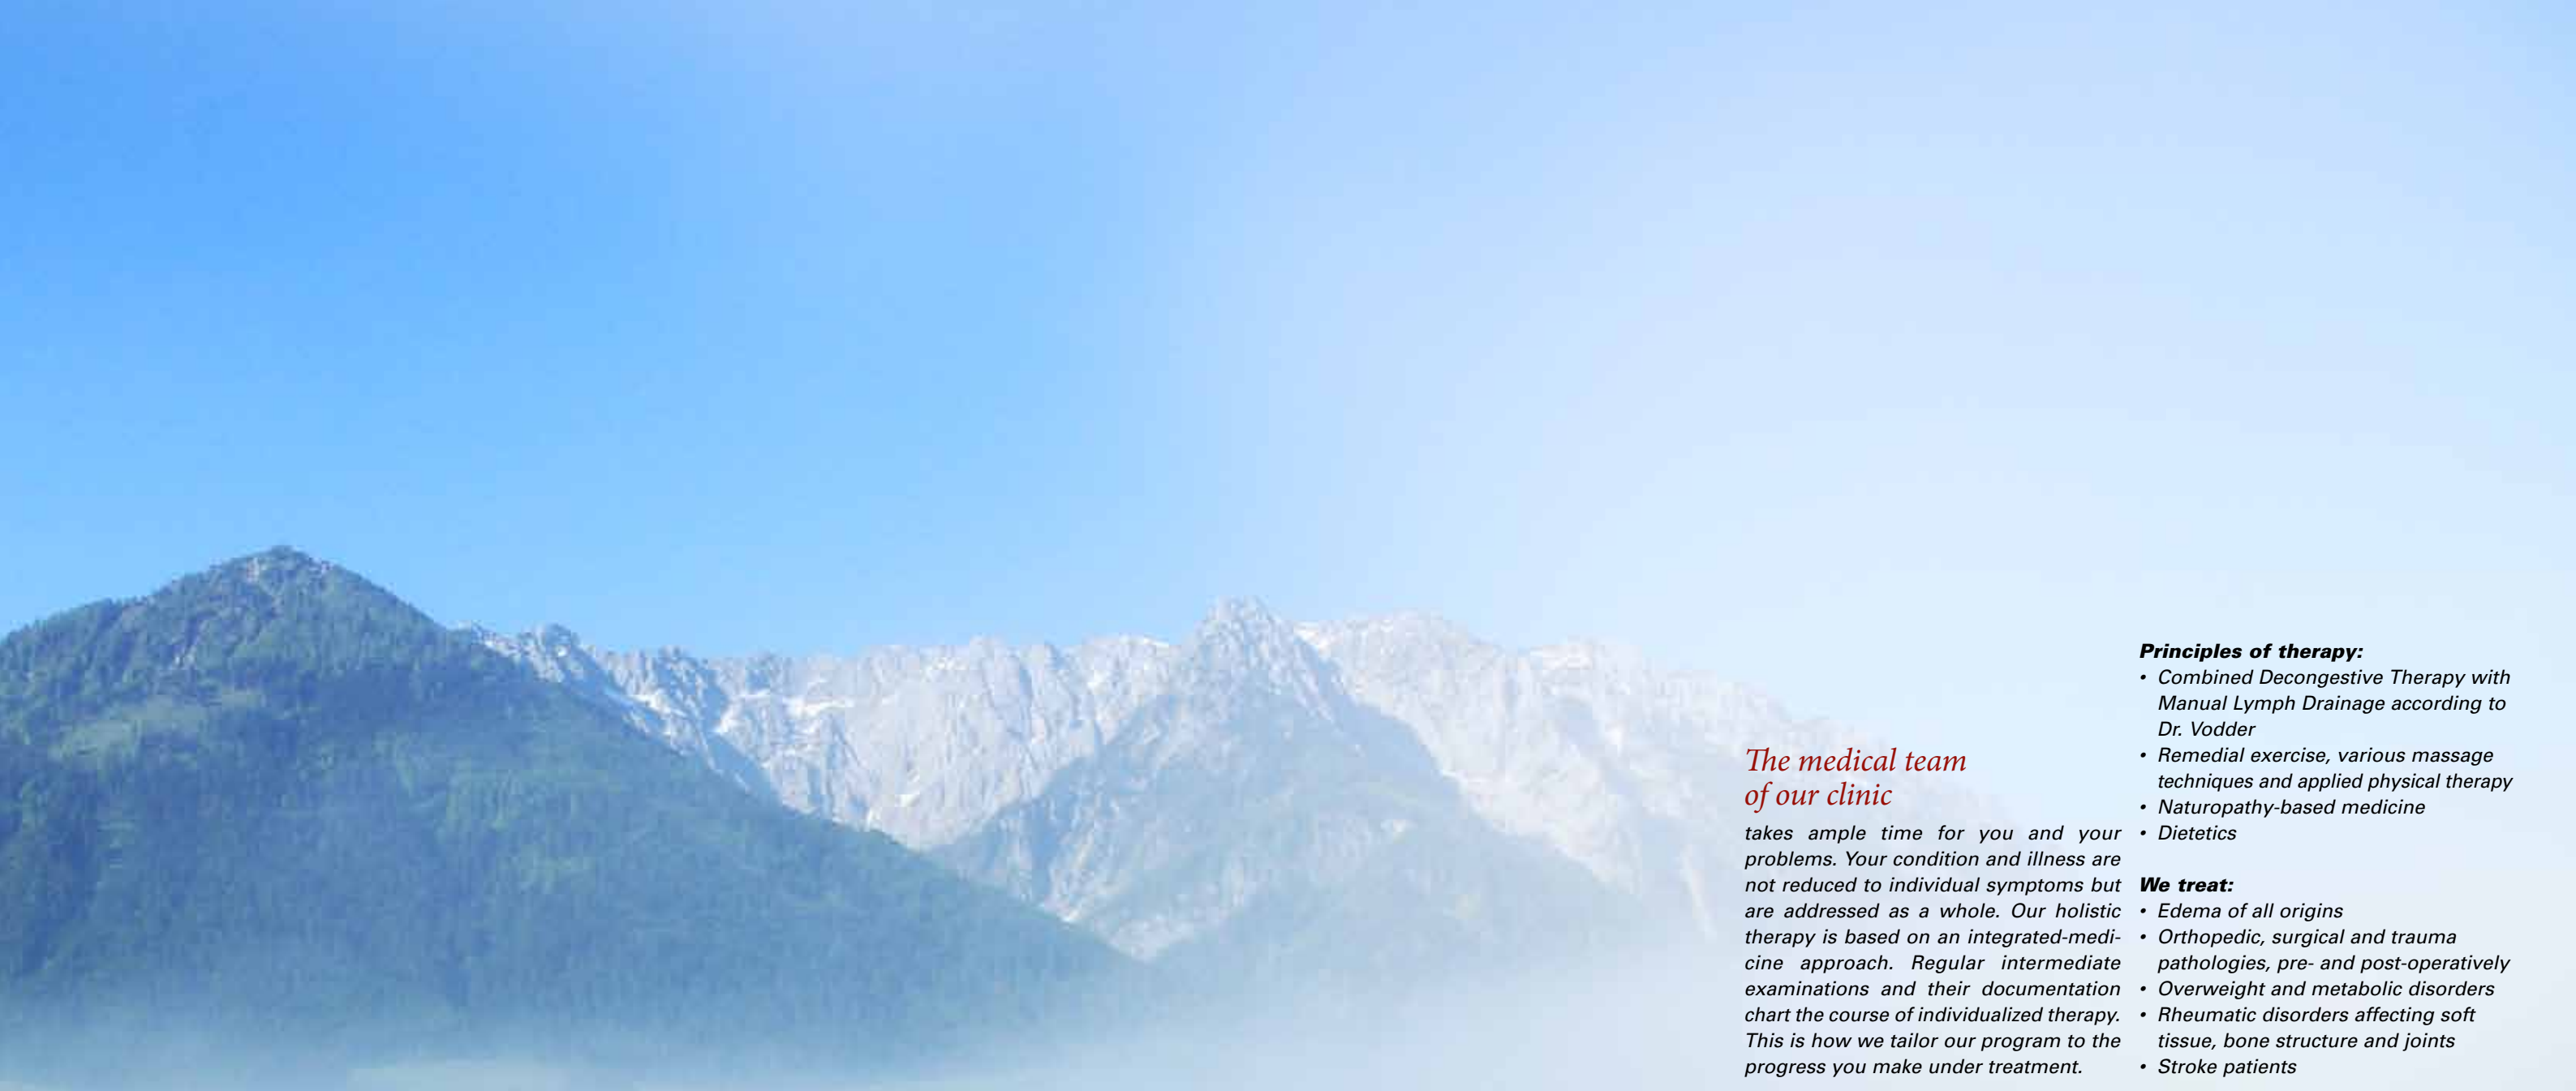 The medical team
of our clinic
takes ample time for you and your
problems. Your condition and illness are
not reduced to individual symptoms but
are addressed as a whole. Our holistic
therapy is based on an integrated-medi-
cine approach. Regular intermediate
examinations and their documentation
chart the course of individualized therapy.
This is how we tailor our program to the
progress you make under treatment.
Principles of therapy:
• Combined Decongestive Therapy with
Manual Lymph Drainage according to
Dr. Vodder
• Remedial exercise, various massage
techniques and applied physical therapy
• Naturopathy-based medicine
• Dietetics
We treat:
• Edema of all origins
• Orthopedic, surgical and trauma
pathologies, pre- and post-operatively
• Overweight and metabolic disorders
• Rheumatic disorders affecting soft
tissue, bone structure and joints
• Stroke patients